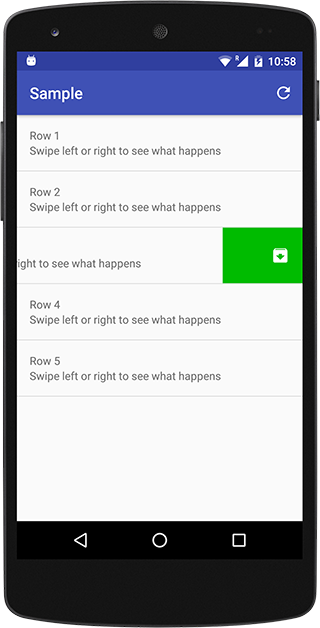 R 10:58
Sample
Row 1
Swipe left or right to see what happens
Row 2
Swipe left or right to see what happens
right to see what happens
Row 4
Swipe left or right to see what happens
Row 5
Swipe left or right to see what happens